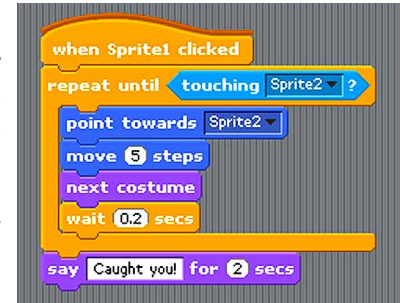 when Sprite1 clicked
repeat until touching Sprite2 ?
point towards Sprite2
move 5 steps
next costume
wait 0.2 secs
say Caught you! for 2 secs